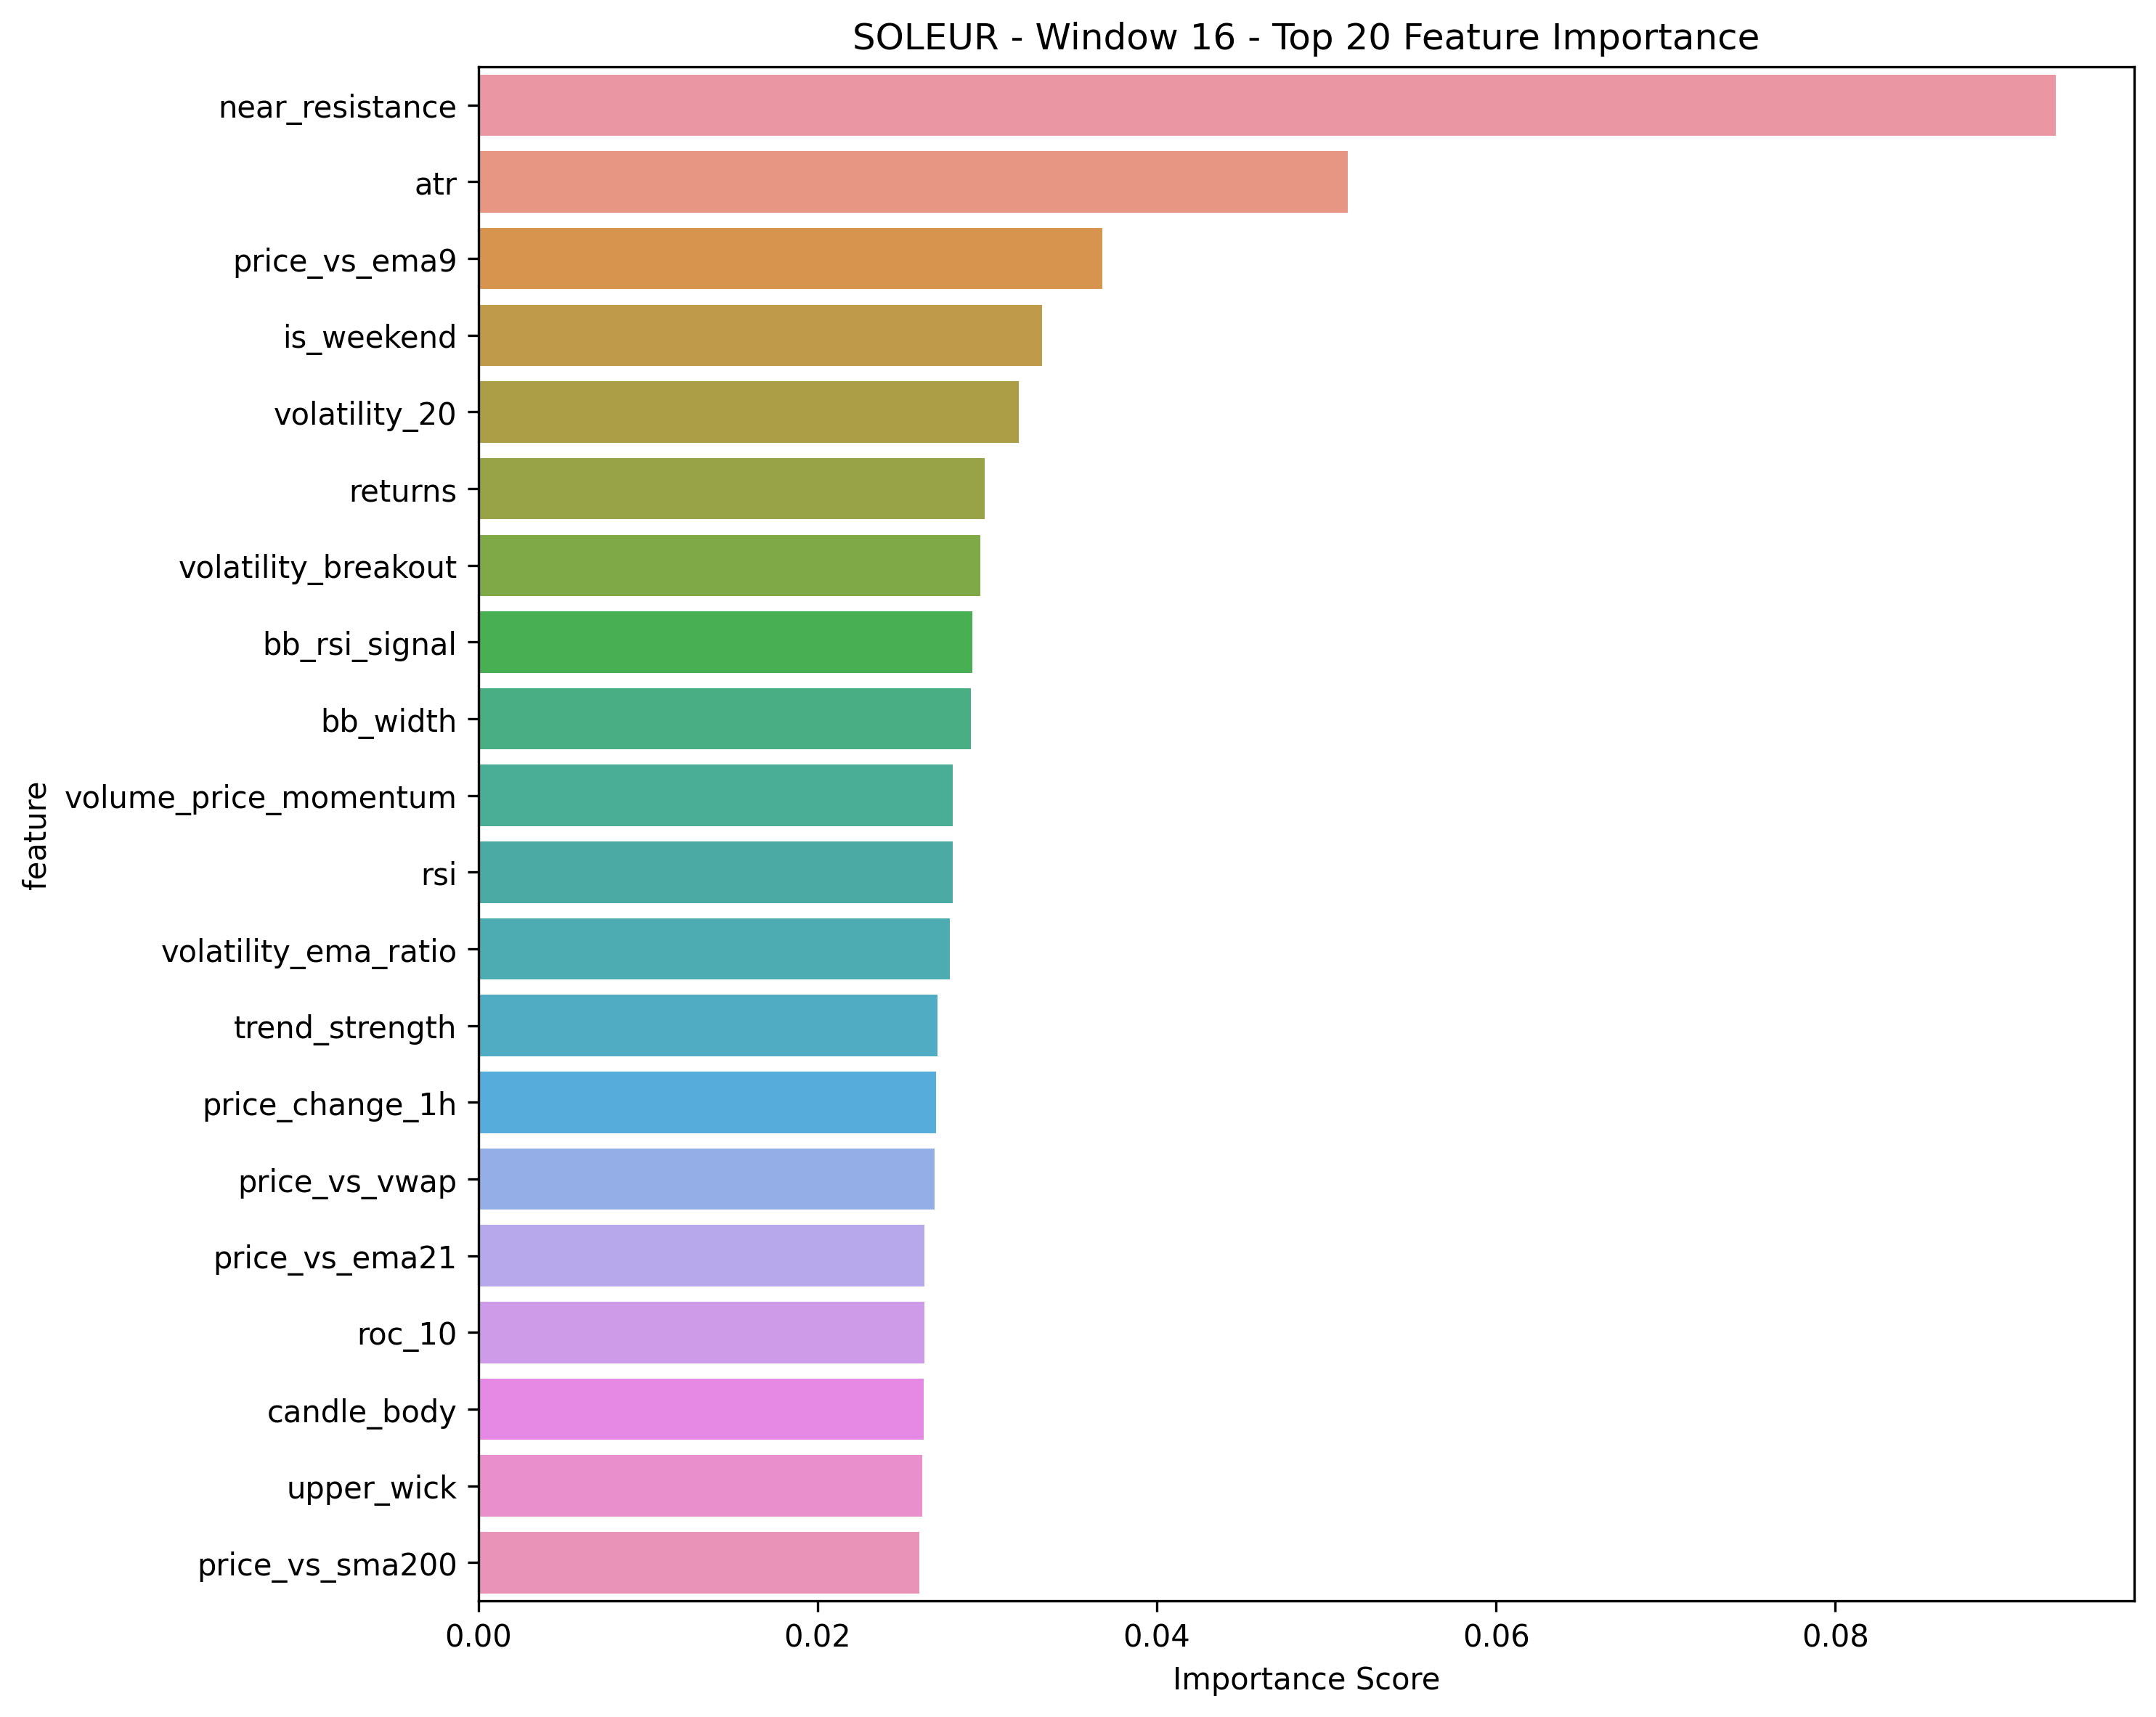 SOLEUR - Window 16 - Top 20 Feature Importance
near_resistance
atr
price_vs_ema9
is_weekend
volatility_20
returns
volatility_breakout
bb_rsi_signal
bb_width
volume_price_momentum
rsi
volatility_ema_ratio
trend_strength
price_change_1h
price_vs_vwap
price_vs_ema21
roc_10
candle_body
upper_wick
price_vs_sma200
feature
0.00 0.02 0.04 0.06 0.08
Importance Score